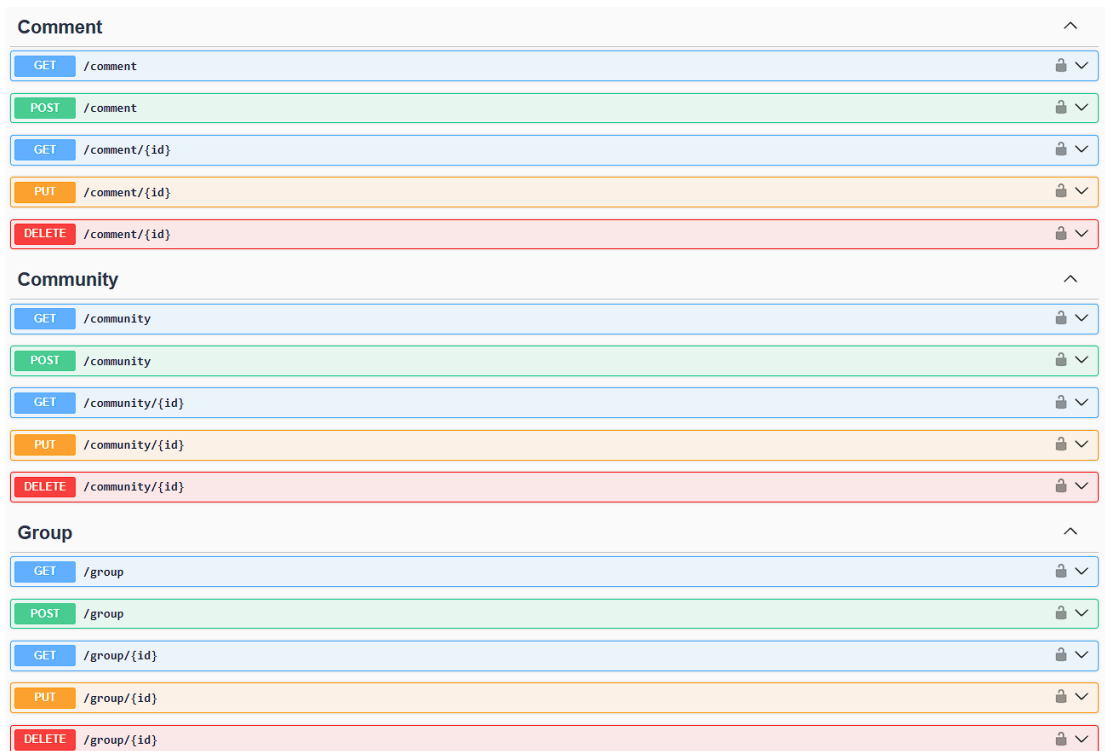 Comment
GET /comment
POST /comment
GET /comment/{id}
PUT /comment/{id}
DELETE /comment/{id}
Community
GET /community
POST /community
GET /community/{id}
PUT /community/{id}
DELETE /community/{id}
Group
GET /group
POST /group
GET /group/{id}
PUT /group/{id}
DELETE /group/{id}